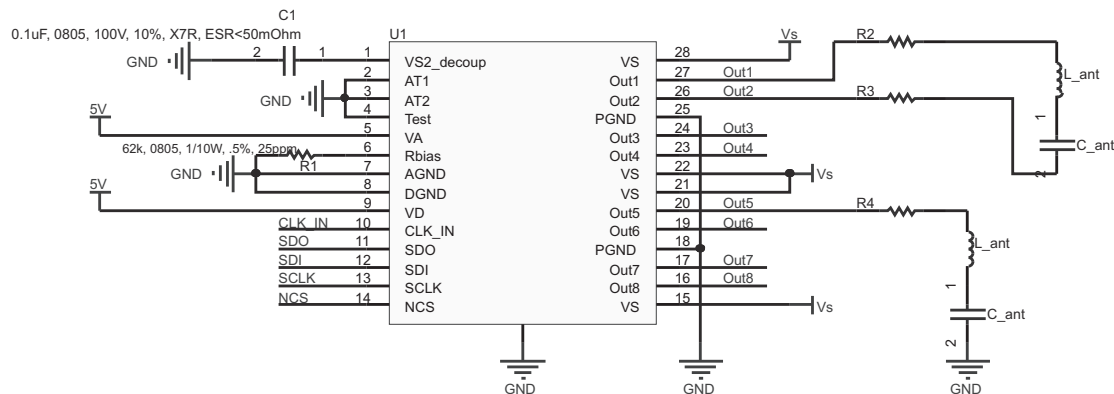 C1
0.1uF, 0805, 100V, 10%, X7R, ESR<50mOhm
GND
2
1
U1
1 VS2_decoup
2 AT1
GND
3 AT2
4 Test
5V
5 VA
62k, 0805, 1/10W, .5%, 25ppm
R1
6 Rbias
GND
7 AGND
8 DGND
5V
9 VD
CLK_IN 10 CLK_IN
SDO 11 SDO
SDI 12 SDI
SCLK 13 SCLK
NCS 14 NCS
VS 28 Vs
Out1 27 Out1 R2
Out2 26 Out2 R3
PGND 25
Out3 24 Out3
Out4 23 Out4
VS 22 Vs
VS 21
Out5 20 Out5 R4
Out6 19 Out6
PGND 18
Out7 17 Out7
Out8 16 Out8
VS 15 Vs
L_ant
1
C_ant
2
L_ant
1
C_ant
2
GND
GND
GND